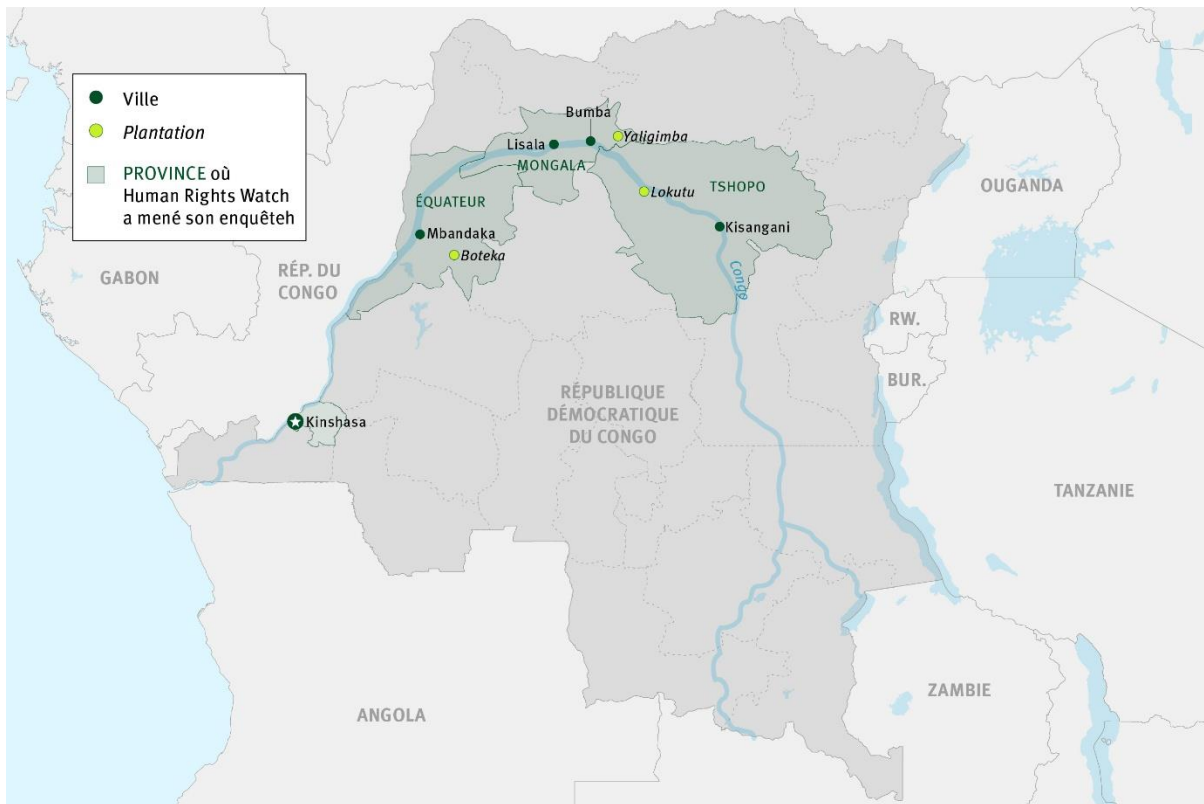 Ville
Plantation
PROVINCE où
Human Rights Watch
a mené son enquêteh
Bumba
Yaligimba
Lisala
MONGALA
Lokutu
TSHOPO
ÉQUATEUR
Mbandaka
Kisangani
Boteka
Congo
OUGANDA
GABON
RÉP. DU
CONGO
RW.
BUR.
RÉPUBLIQUE
DÉMOCRATIQUE
DU CONGO
Kinshasa
TANZANIE
ZAMBIE
ANGOLA